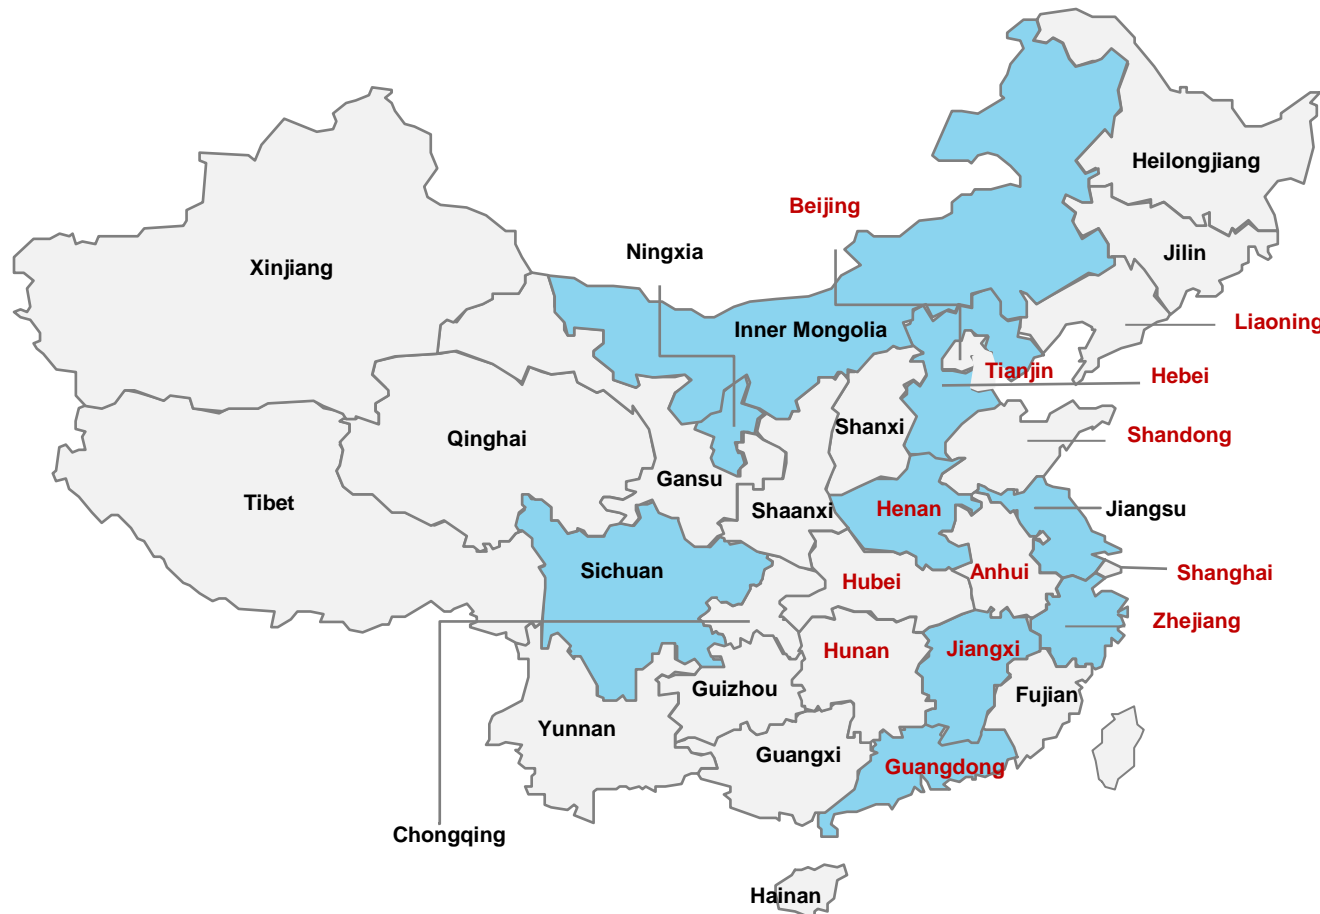 Heilongjiang
Beijing
Ningxia
Jilin
Xinjiang
Inner Mongolia
Liaoning
Tianjin
Hebei
Shanxi
Qinghai
Shandong
Gansu
Tibet
Shaanxi
Henan
Jiangsu
Sichuan
Hubei
Anhui
Shanghai
Zhejiang
Hunan
Jiangxi
Guizhou
Fujian
Yunnan
Guangxi
Guangdong
Chongqing
Hainan